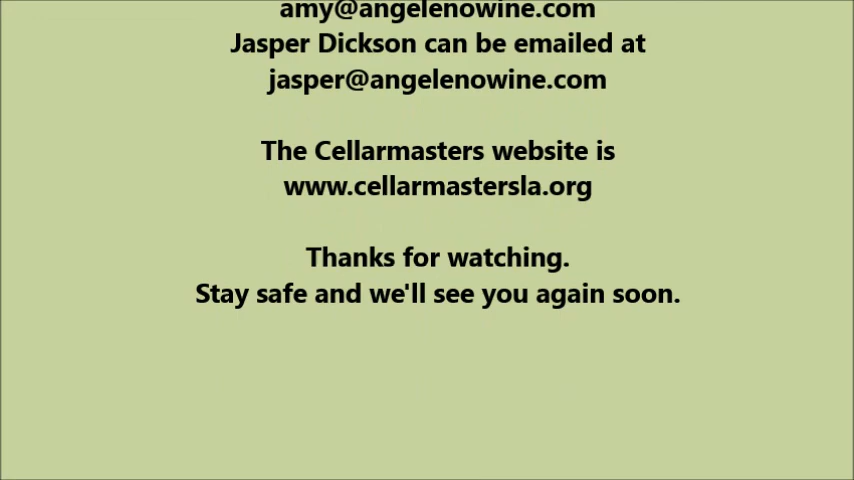 amy@angelenowine.com
Jasper Dickson can be emailed at
jasper@angelenowine.com
The Cellarmasters website is
www.cellarmastersla.org
Thanks for watching.
Stay safe and we'll see you again soon.